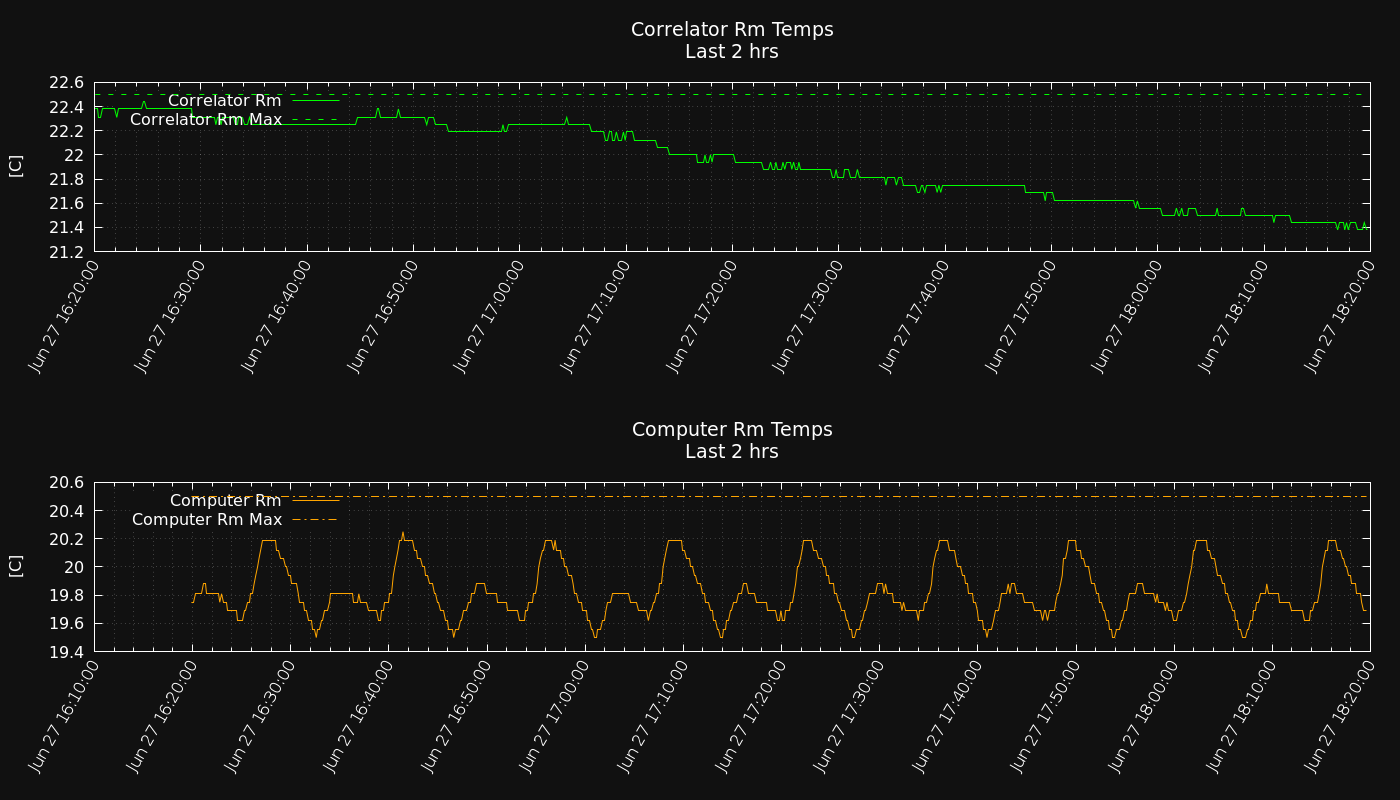 Correlator Rm Temps
Last 2 hrs
22.6
22.4
22.2
22
21.8
21.6
21.4
21.2
[C]
Correlator Rm
Correlator Rm Max
Jun 27 16:20:00
Jun 27 16:30:00
Jun 27 16:40:00
Jun 27 16:50:00
Jun 27 17:00:00
Jun 27 17:10:00
Jun 27 17:20:00
Jun 27 17:30:00
Jun 27 17:40:00
Jun 27 17:50:00
Jun 27 18:00:00
Jun 27 18:10:00
Jun 27 18:20:00
Computer Rm Temps
Last 2 hrs
20.6
20.4
20.2
20
19.8
19.6
19.4
[C]
Computer Rm
Computer Rm Max
Jun 27 16:10:00
Jun 27 16:20:00
Jun 27 16:30:00
Jun 27 16:40:00
Jun 27 16:50:00
Jun 27 17:00:00
Jun 27 17:10:00
Jun 27 17:20:00
Jun 27 17:30:00
Jun 27 17:40:00
Jun 27 17:50:00
Jun 27 18:00:00
Jun 27 18:10:00
Jun 27 18:20:00